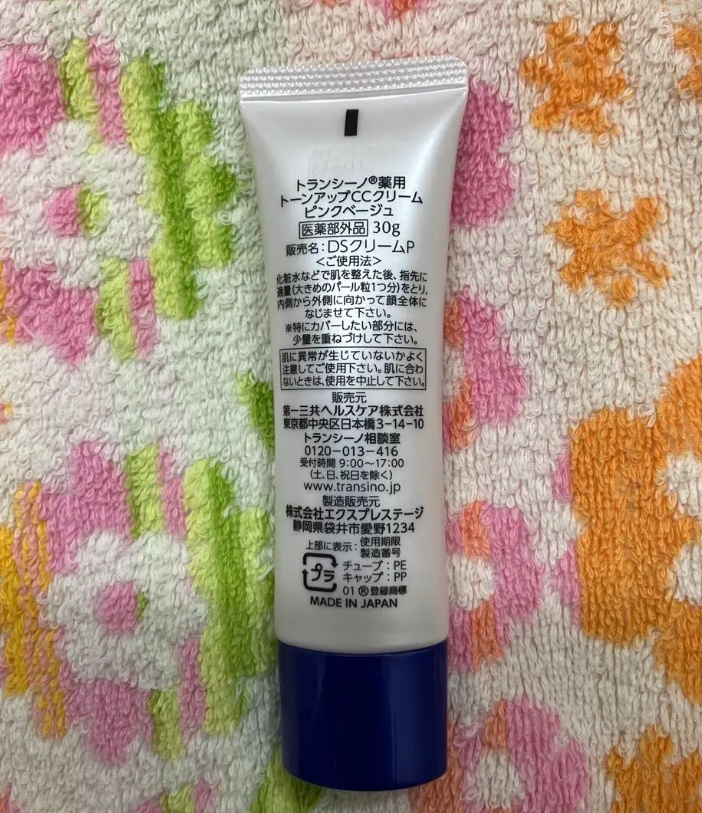 トランシーノ®薬用
トーンアップCCクリーム
ピンクベージュ
医薬部外品 30g
販売名：DSクリームP
＜ご使用法＞
化粧水などで肌を整えた後、指先に
適量（大きめのパール粒1つ分）をとり、
内側から外側に向かって顔全体に
なじませて下さい。
※特にカバーしたい部分には、
少量を重ねづけして下さい。
肌に異常が生じていないかよく
注意してご使用下さい。肌に合わ
ないときは、使用を中止して下さい。
販売元
第一三共ヘルスケア株式会社
東京都中央区日本橋3-14-10
トランシーノ相談室
0120-013-416
受付時間 9:00〜17:00
（土、日、祝日を除く）
www.transino.jp
製造販売元
株式会社エクスプレステージ
静岡県袋井市愛野1234
上部に表示：使用期限
製造番号
プラ
チューブ：PE
キャップ：PP
01 ®登録商標
MADE IN JAPAN